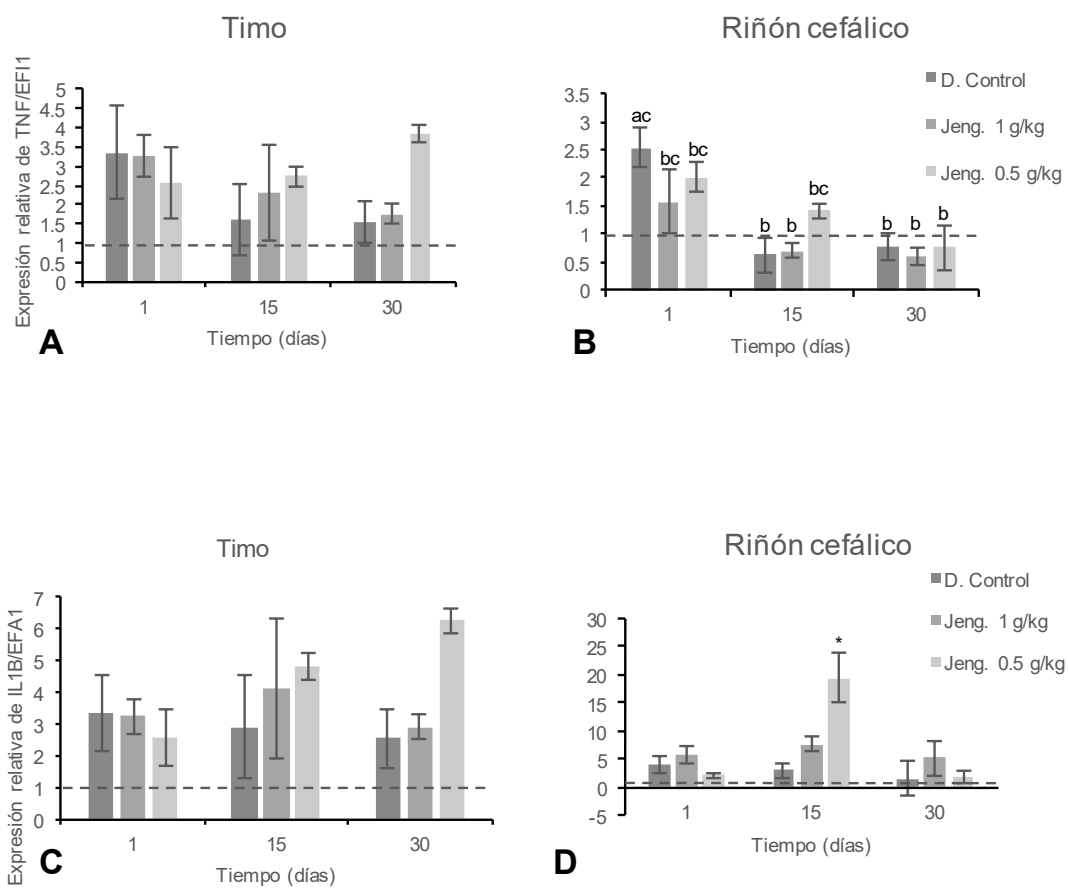 Timo
Expresión relativa de TNF/EFI1
5
4.5
4
3.5
3
2.5
2
1.5
1
0.5
0
1 15 30
Tiempo (días)
A
Riñón cefálico
D. Control
Jeng. 1 g/kg
Jeng. 0.5 g/kg
3.5
3
2.5
2
1.5
1
0.5
0
ac bc bc b b bc b b b
1 15 30
Tiempo (días)
B
Timo
Expresión relativa de IL1B/EFA1
7
6
5
4
3
2
1
0
1 15 30
Tiempo (días)
C
Riñón cefálico
D. Control
Jeng. 1 g/kg
Jeng. 0.5 g/kg
30
25
20
15
10
5
0
-5
*
1 15 30
Tiempo (días)
D